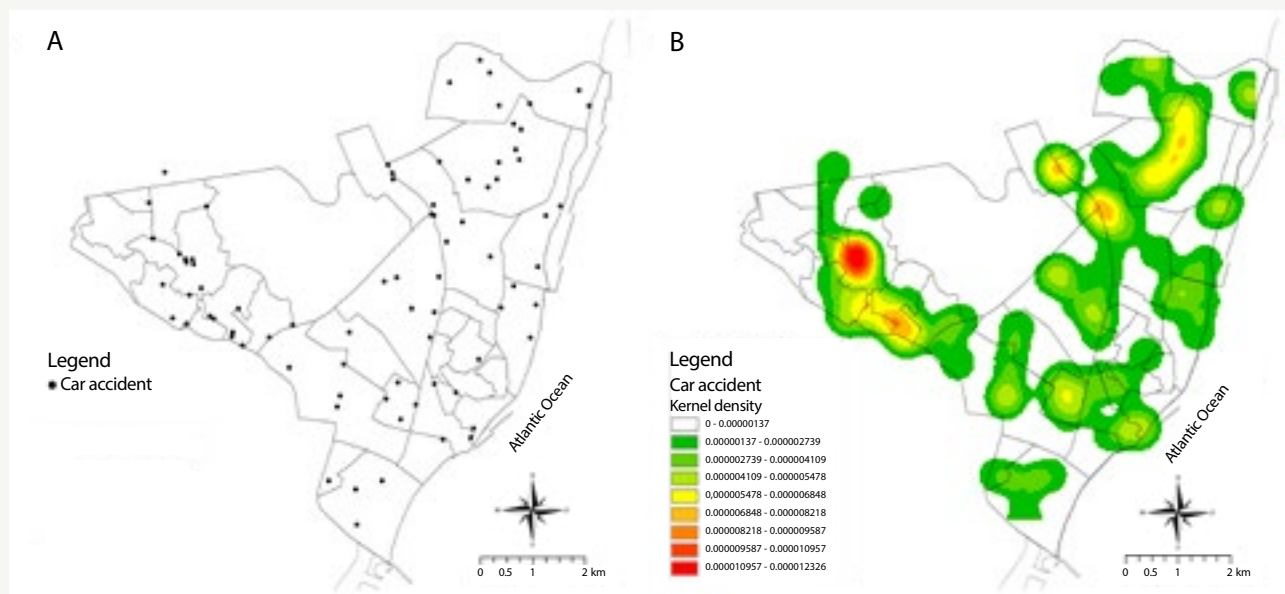 A
Legend
Car accident
Atlantic Ocean
0 0.5 1 2 km
B
Legend
Car accident
Kernel density
0 - 0.00000137
0.00000137 - 0.000002739
0.000002739 - 0.000004109
0.000004109 - 0.000005478
0,000005478 - 0.000006848
0.000006848 - 0.000008218
0.000008218 - 0.000009587
0.000009587 - 0.000010957
0.000010957 - 0.000012326
Atlantic Ocean
0 0.5 1 2 km